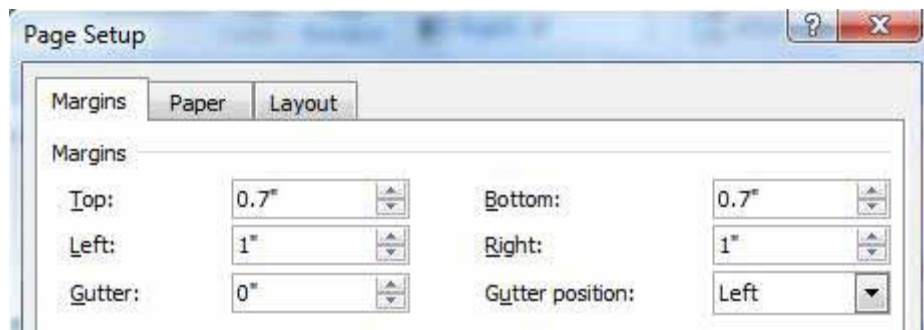 Page Setup
Margins Paper Layout
Margins
Top: 0.7" Bottom: 0.7"
Left: 1" Right: 1"
Gutter: 0" Gutter position: Left